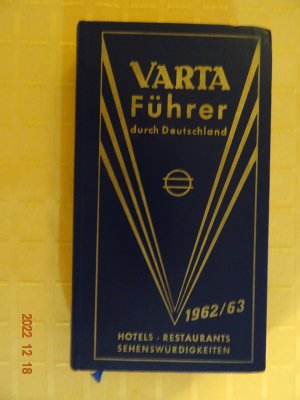 VARTA
Führer
durch Deutschland
1962/63
HOTELS · RESTAURANTS
SEHENSWÜRDIGKEITEN
2022 12 18